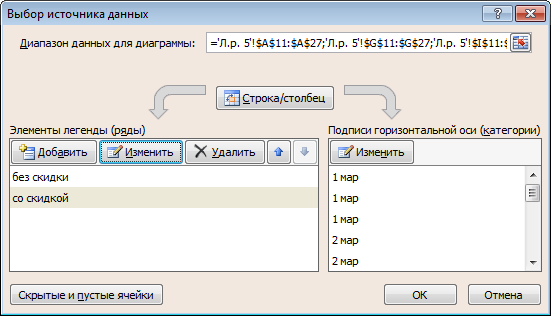 Выбор источника данных
Диапазон данных для диаграммы: ='Л.р. 5'!$A$11:$A$27;'Л.р. 5'!$G$11:$G$27;'Л.р. 5'!$I$11:$
Строка/столбец
Элементы легенды (ряды)
Добавить Изменить Удалить
без скидки
со скидкой
Подписи горизонтальной оси (категории)
Изменить
1 мар
1 мар
1 мар
2 мар
2 мар
Скрытые и пустые ячейки
ОК Отмена